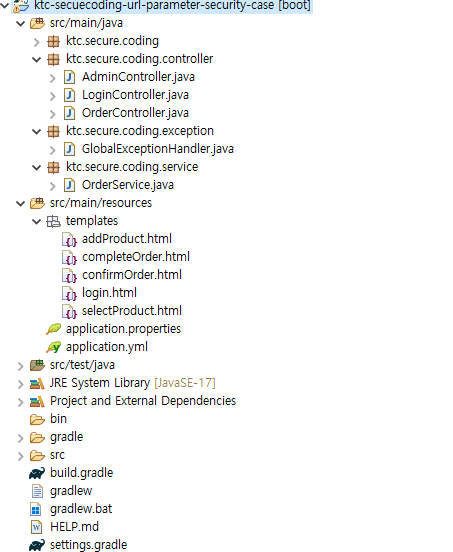 ktc-secuecoding-url-parameter-security-case [boot]
src/main/java
ktc.secure.coding
ktc.secure.coding.controller
AdminController.java
LoginController.java
OrderController.java
ktc.secure.coding.exception
GlobalExceptionHandler.java
ktc.secure.coding.service
OrderService.java
src/main/resources
templates
addProduct.html
completeOrder.html
confirmOrder.html
login.html
selectProduct.html
application.properties
application.yml
src/test/java
JRE System Library [JavaSE-17]
Project and External Dependencies
bin
gradle
src
build.gradle
gradlew
gradlew.bat
HELP.md
settings.gradle